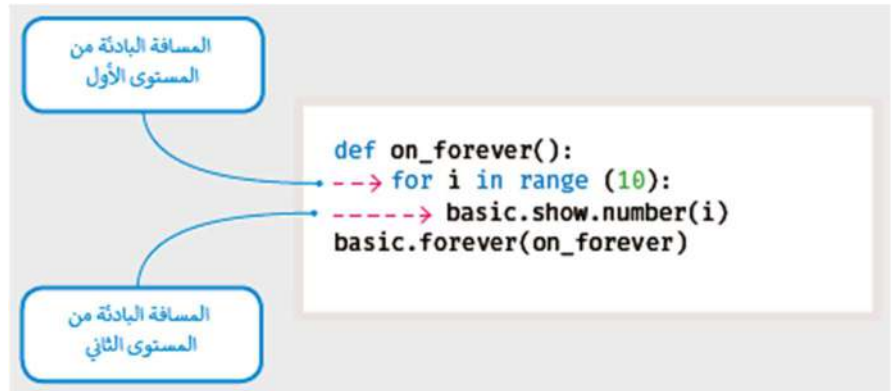 المسافة البادئة من
المستوى الأول
def on_forever():
for i in range (10):
basic.show.number(i)
basic.forever(on_forever)
المسافة البادئة من
المستوى الثاني